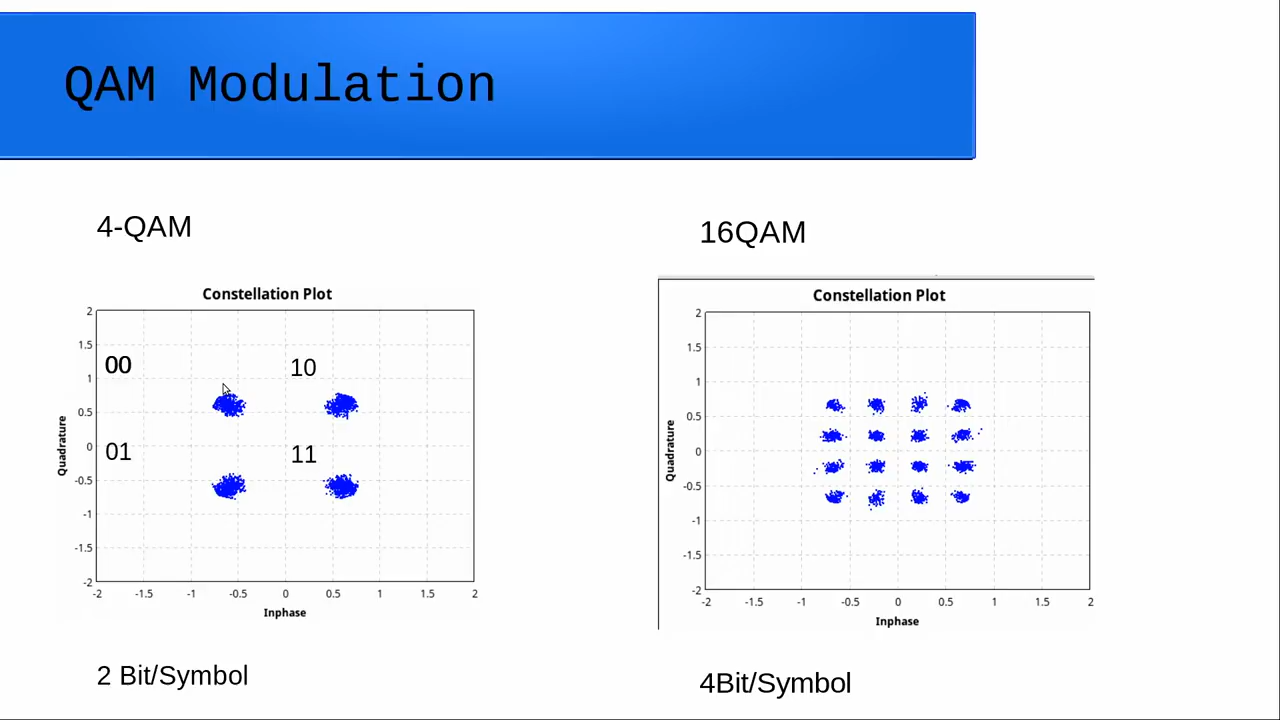 QAM Modulation
4-QAM
Constellation Plot
2
1.5
1
0.5
0
-0.5
-1
-1.5
-2
Quadrature
00
10
01
11
-2 -1.5 -1 -0.5 0 0.5 1 1.5 2
Inphase
2 Bit/Symbol
16QAM
Constellation Plot
2
1.5
1
0.5
0
-0.5
-1
-1.5
-2
Quadrature
-2 -1.5 -1 -0.5 0 0.5 1 1.5 2
Inphase
4Bit/Symbol